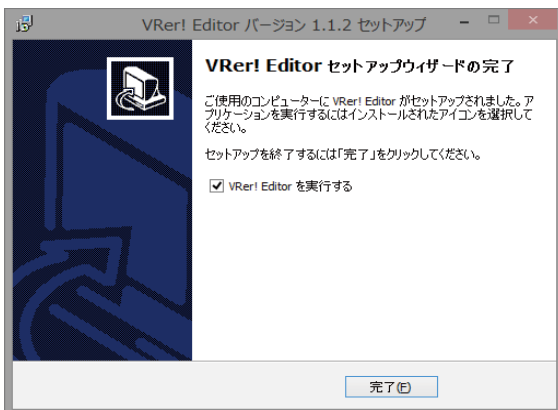 VRer! Editor バージョン 1.1.2 セットアップ
VRer! Editor セットアップウィザードの完了
ご使用のコンピューターに VRer! Editor がセットアップされました。ア
プリケーションを実行するにはインストールされたアイコンを選択して
ください。
セットアップを終了するには「完了」をクリックしてください。
VRer! Editor を実行する
完了(F)